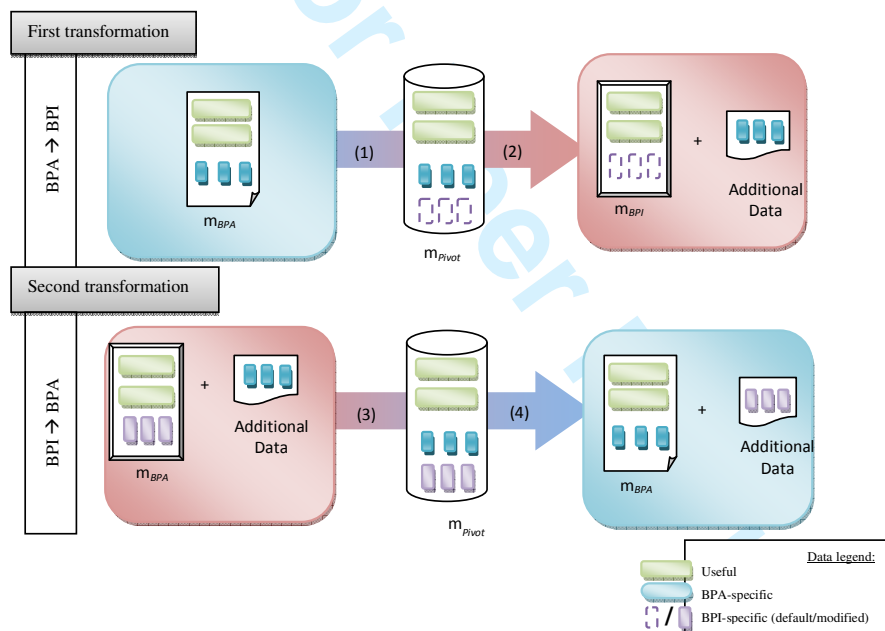 First transformation
BPA → BPI
(1)
(2)
+
m_BPA
m_Pivot
m_BPI
Additional
Data
Second transformation
BPI → BPA
+
(3)
(4)
+
m_BPA
Additional
Data
m_Pivot
m_BPA
Additional
Data
Data legend:
Useful
BPA-specific
/
BPI-specific (default/modified)